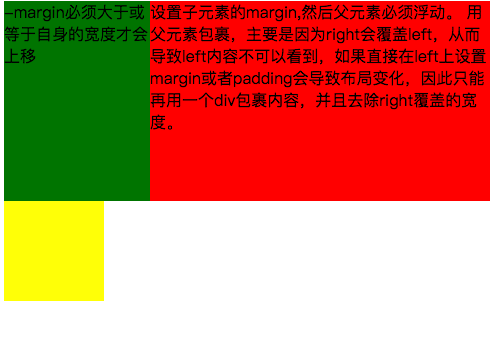 –margin必须大于或
等于自身的宽度才会
上移
设置子元素的margin,然后父元素必须浮动。 用
父元素包裹，主要是因为right会覆盖left，从而
导致left内容不可以看到，如果直接在left上设置
margin或者padding会导致布局变化，因此只能
再用一个div包裹内容，并且去除right覆盖的宽
度。